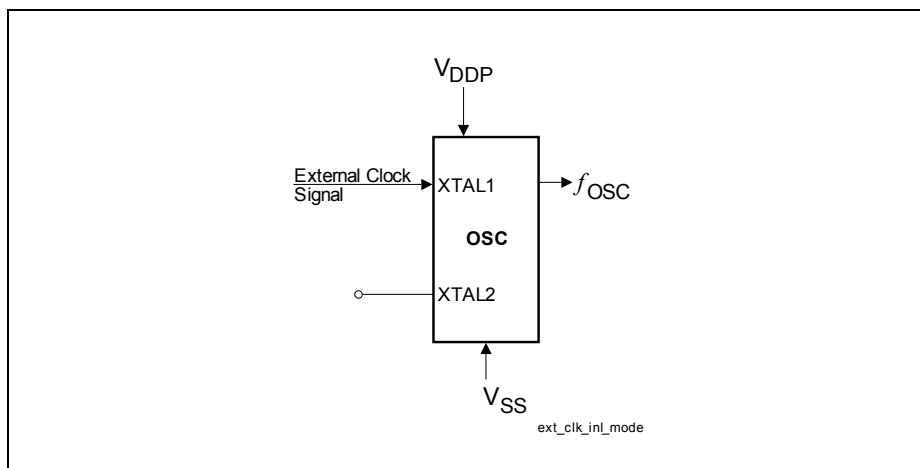 VDDP
External Clock
Signal
XTAL1
fOSC
OSC
XTAL2
VSS
ext_clk_inl_mode